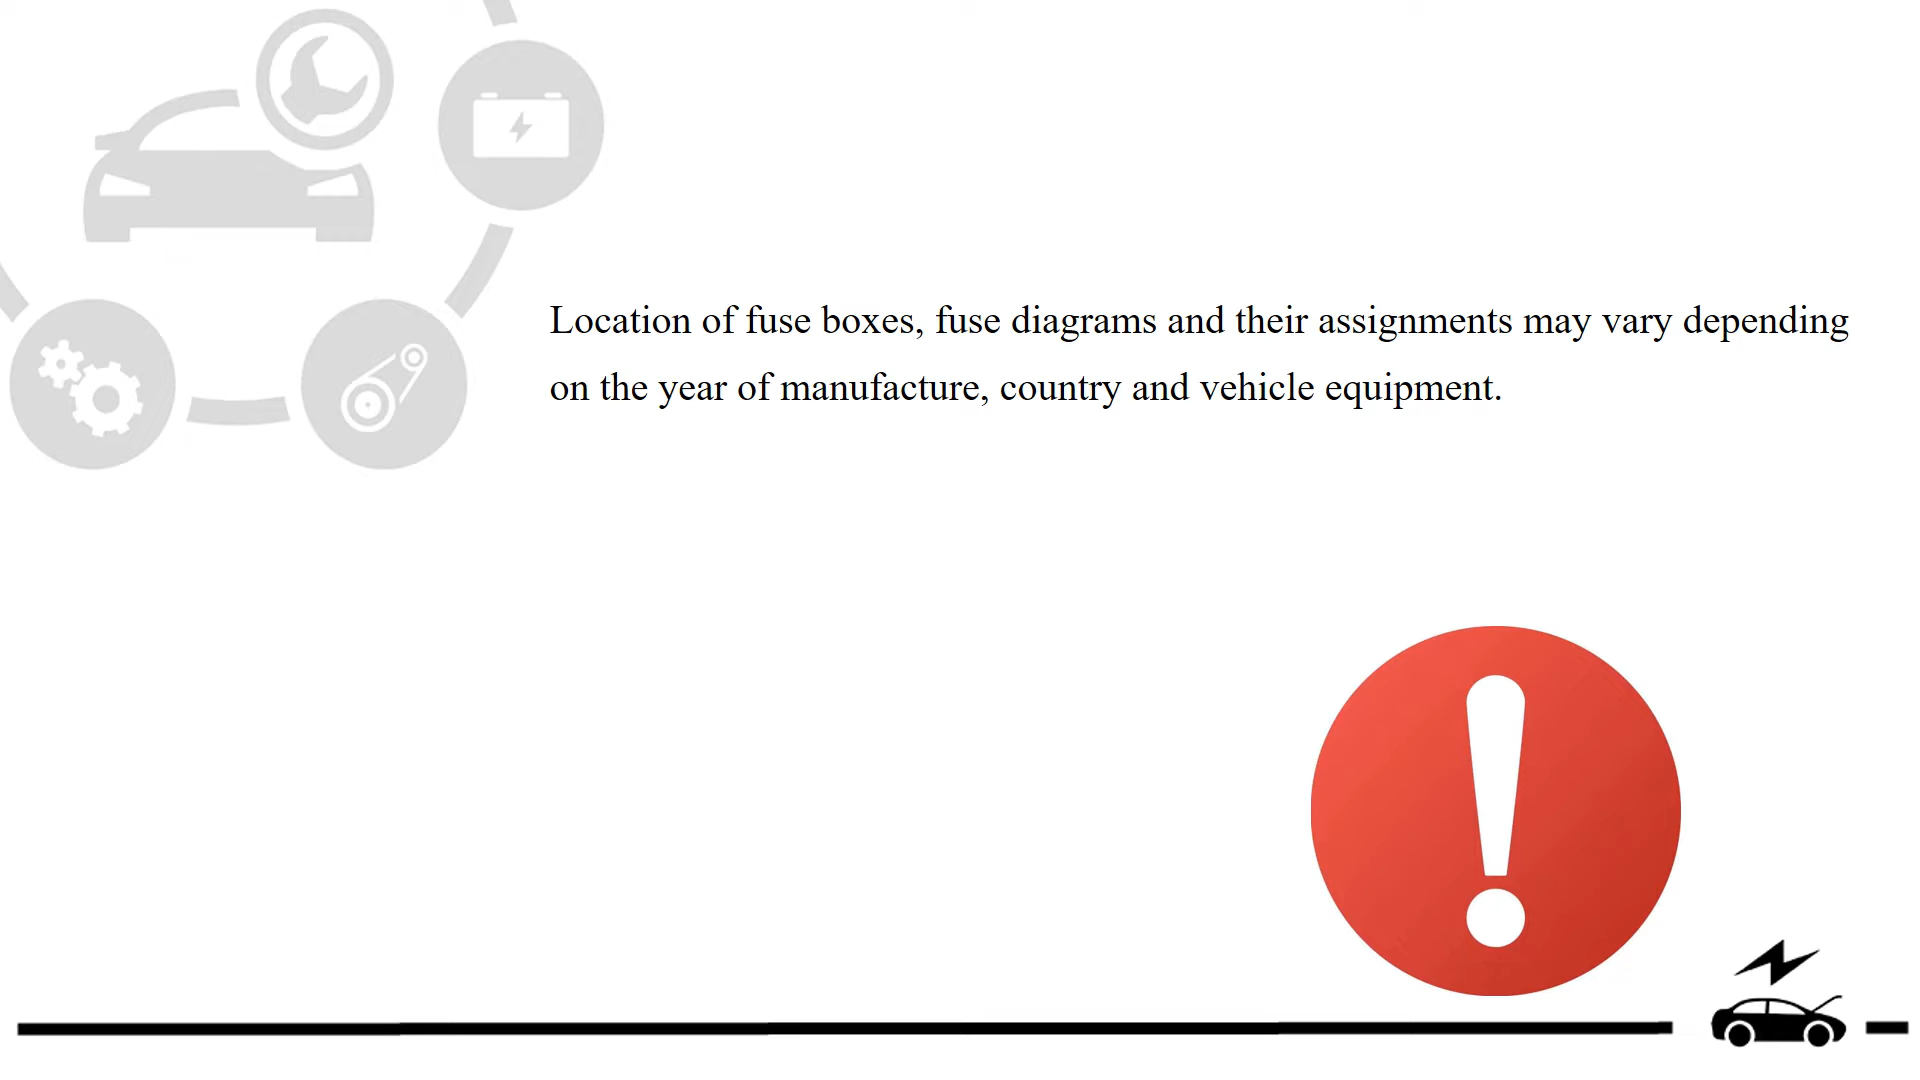 Location of fuse boxes, fuse diagrams and their assignments may vary depending
on the year of manufacture, country and vehicle equipment.